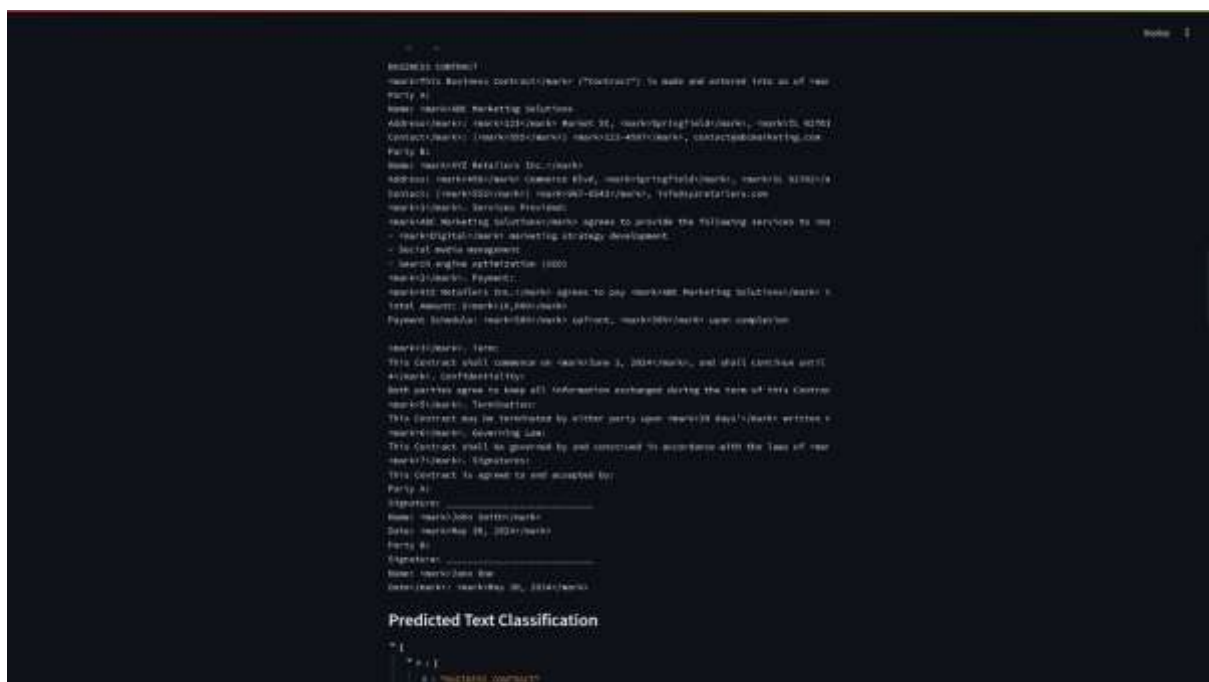 Deploy
BUSINESS CONTRACT
<mark>This Business Contract</mark> ("Contract") is made and entered into as of <mar
Party A:
Name: <mark>ABC Marketing Solutions
Address</mark>: <mark>123</mark> Market St, <mark>Springfield</mark>, <mark>IL 62701
Contact</mark>: (<mark>555</mark>) <mark>123-4567</mark>, contact@abcmarketing.com
Party B:
Name: <mark>XYZ Retailers Inc.</mark>
Address: <mark>456</mark> Commerce Blvd, <mark>Springfield</mark>, <mark>IL 62702</m
Contact: (<mark>555</mark>) <mark>987-6543</mark>, info@xyzretailers.com
<mark>1</mark>. Services Provided:
<mark>ABC Marketing Solutions</mark> agrees to provide the following services to <ma
- <mark>Digital</mark> marketing strategy development
- Social media management
- Search engine optimization (SEO)
<mark>2</mark>. Payment:
<mark>XYZ Retailers Inc.</mark> agrees to pay <mark>ABC Marketing Solutions</mark> t
Total Amount: $<mark>10,000</mark>
Payment Schedule: <mark>50%</mark> upfront, <mark>50%</mark> upon completion
<mark>3</mark>. Term:
This Contract shall commence on <mark>June 1, 2024</mark>, and shall continue until
4</mark>. Confidentiality:
Both parties agree to keep all information exchanged during the term of this Contrac
<mark>5</mark>. Termination:
This Contract may be terminated by either party upon <mark>30 days'</mark> written n
<mark>6</mark>. Governing Law:
This Contract shall be governed by and construed in accordance with the laws of <mar
<mark>7</mark>. Signatures:
This Contract is agreed to and accepted by:
Party A:
Signature: ____________________________
Name: <mark>John Smith</mark>
Date: <mark>May 30, 2024</mark>
Party B:
Signature: ____________________________
Name: <mark>Jane Doe
Date</mark>: <mark>May 30, 2024</mark>
Predicted Text Classification
[
0 : [
0 : "business contract"